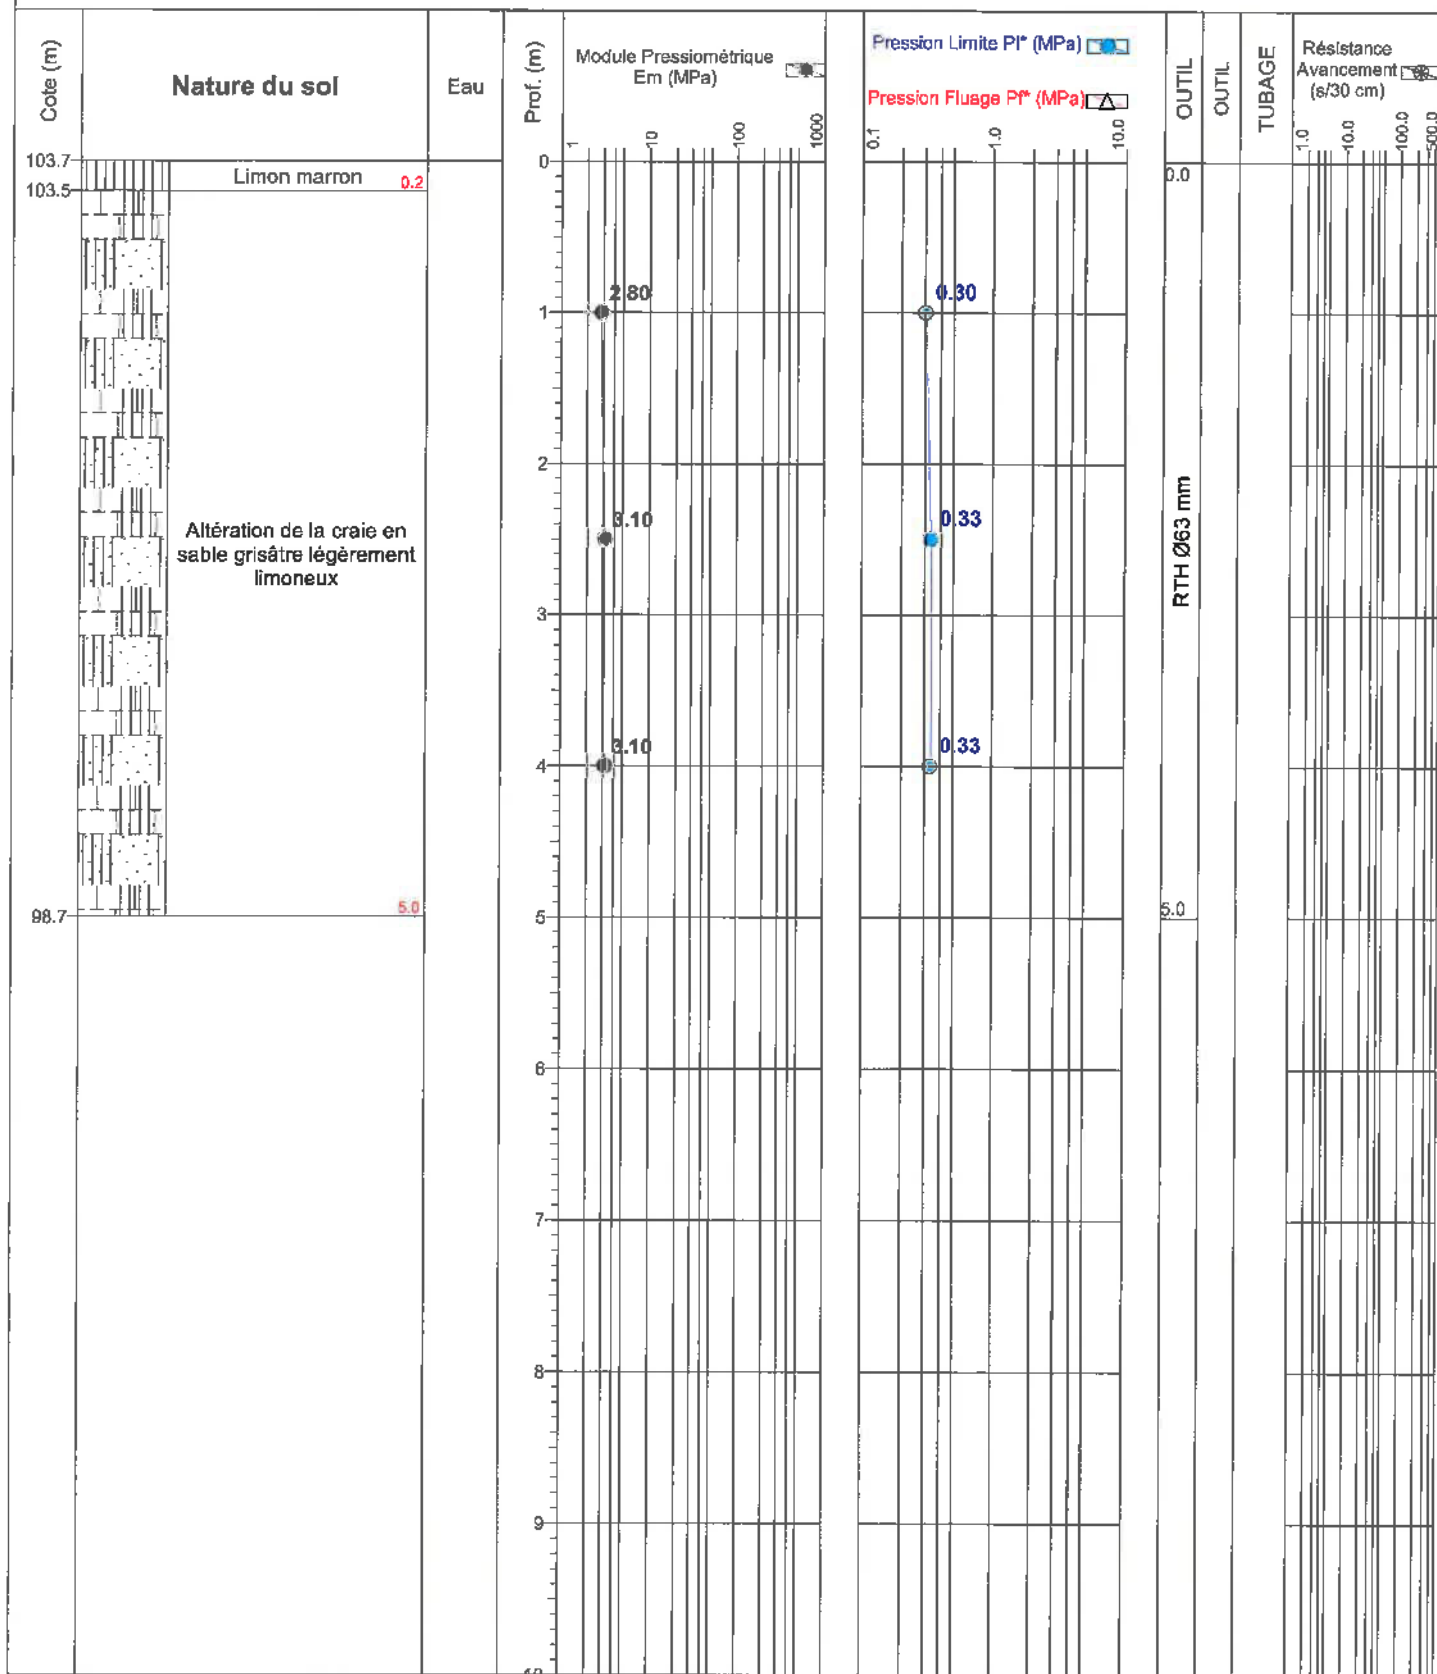 Cote (m)
Nature du sol
Eau
Prof. (m)
Module Pressiométrique
Em (MPa)
1
10
100
1000
Pression Limite Pl* (MPa)
Pression Fluage Pf* (MPa)
0.1
1.0
10.0
OUTIL
OUTIL
TUBAGE
Résistance
Avancement
(s/30 cm)
1.0
10.0
100.0
500.0
103.7
Limon marron
0.2
103.5
0
0.0
2.80
0.30
1
2
3.10
0.33
Altération de la craie en
sable grisâtre légèrement
limoneux
RTH Ø63 mm
3
3.10
0.33
4
98.7
5.0
5
5.0
6
7
8
9
10